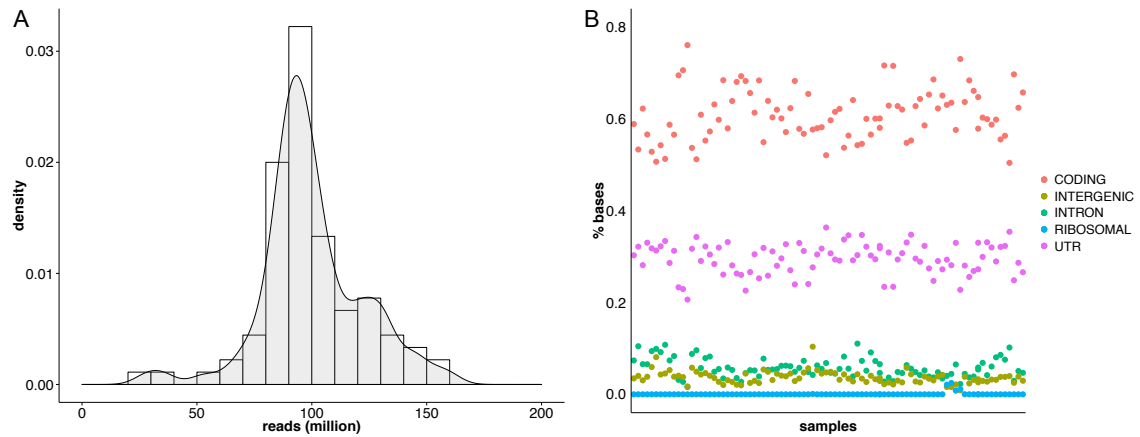 A
density
0.03
0.02
0.01
0.00
0
50
100
150
200
reads (million)
B
% bases
0.8
0.6
0.4
0.2
0.0
samples
CODING
INTERGENIC
INTRON
RIBOSOMAL
UTR